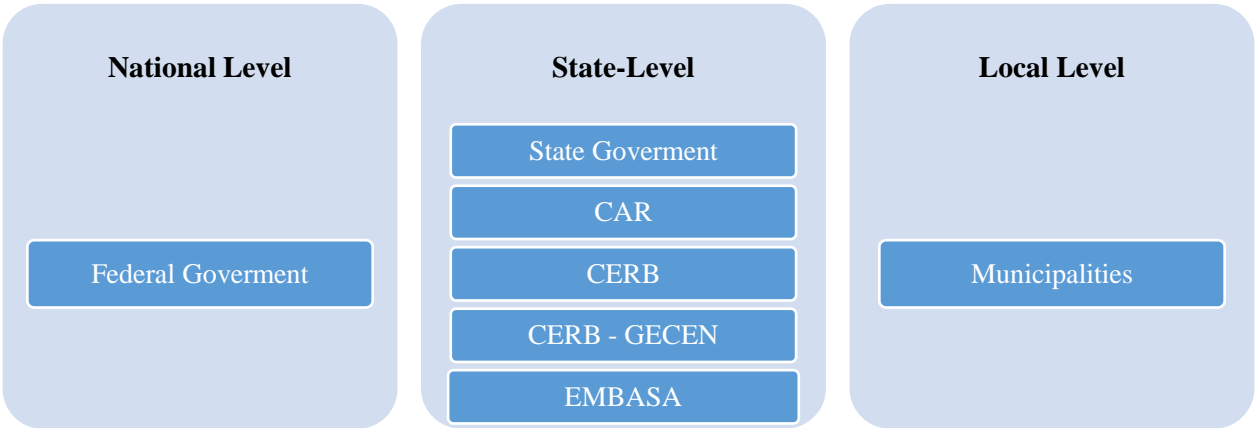 National Level
Federal Goverment
State-Level
State Goverment
CAR
CERB
CERB - GECEN
EMBASA
Local Level
Municipalities